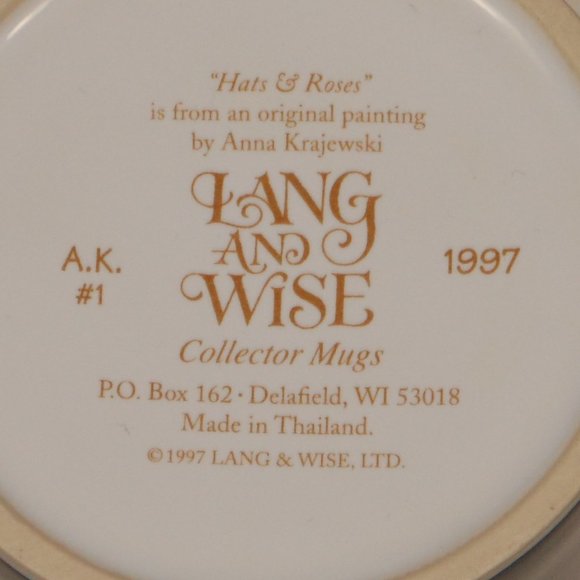 "Hats & Roses"
is from an original painting
by Anna Krajewski
LANG
AND
WISE
A.K.
#1
1997
Collector Mugs
P.O. Box 162 · Delafield, WI 53018
Made in Thailand.
© 1997 LANG & WISE, LTD.